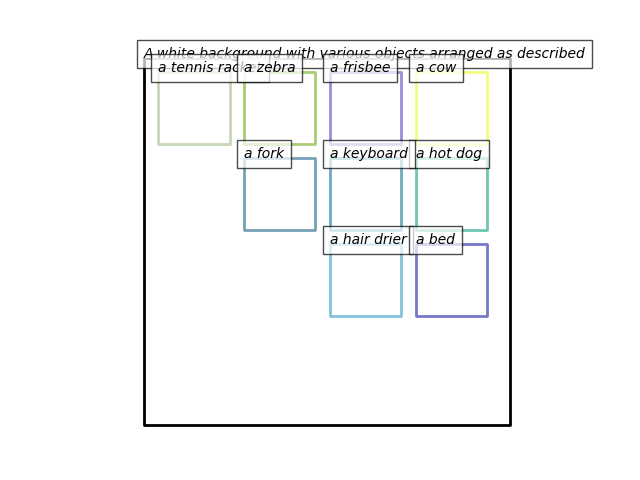 A white background with various objects arranged as described
a tennis racket
a zebra
a frisbee
a cow
a fork
a keyboard
a hot dog
a hair drier
a bed